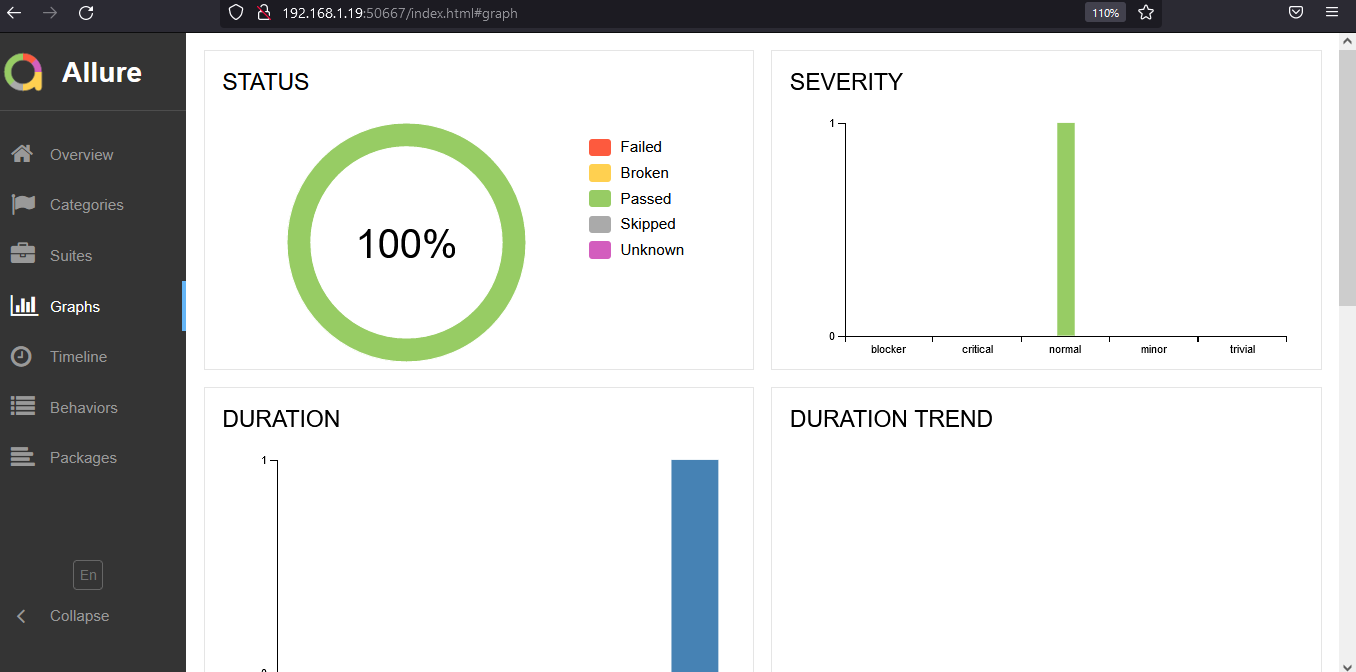 192.168.1.19:50667/index.html#graph
110%
Allure
Overview
Categories
Suites
Graphs
Timeline
Behaviors
Packages
En
Collapse
STATUS
100%
Failed
Broken
Passed
Skipped
Unknown
SEVERITY
1
0
blocker critical normal minor trivial
DURATION
1
0
DURATION TREND